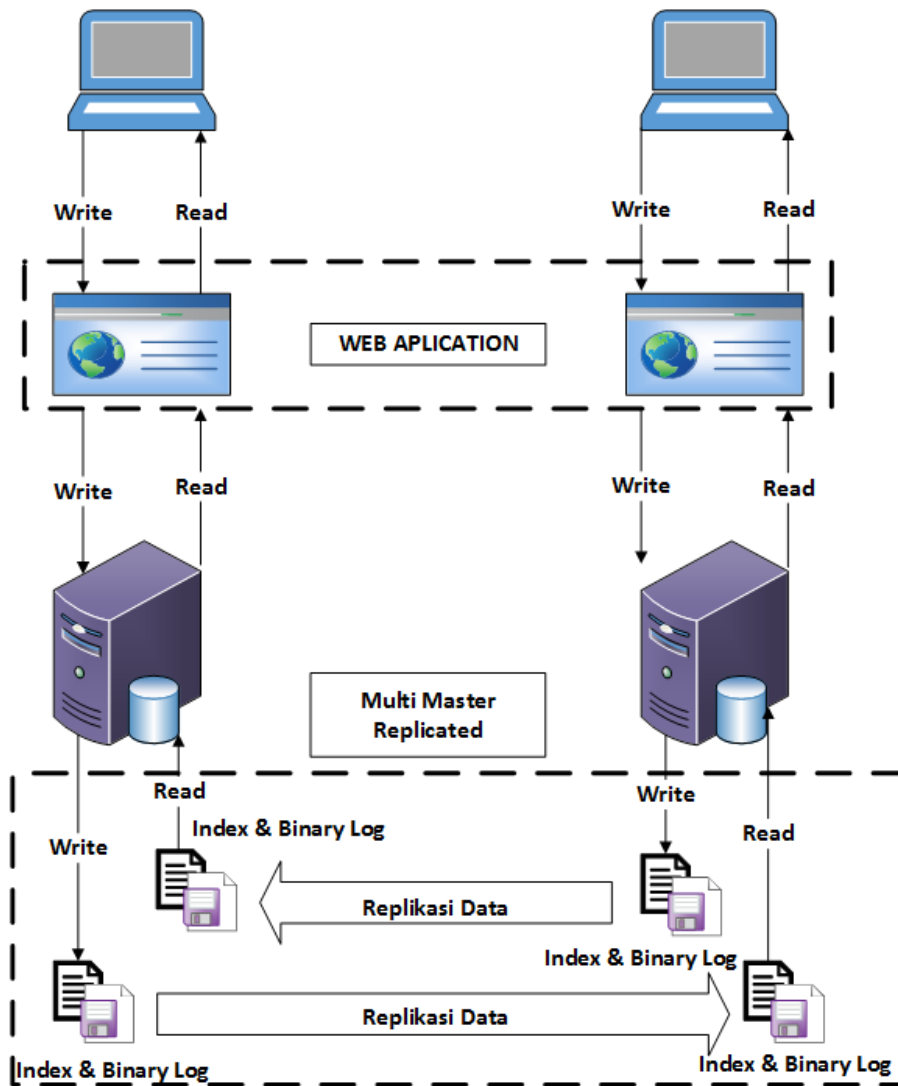 Write
Read
Write
Read
WEB APLICATION
Write
Read
Write
Read
Multi Master
Replicated
Read
Write
Write
Index & Binary Log
Read
Replikasi Data
Index & Binary Log
Replikasi Data
Index & Binary Log
Index & Binary Log